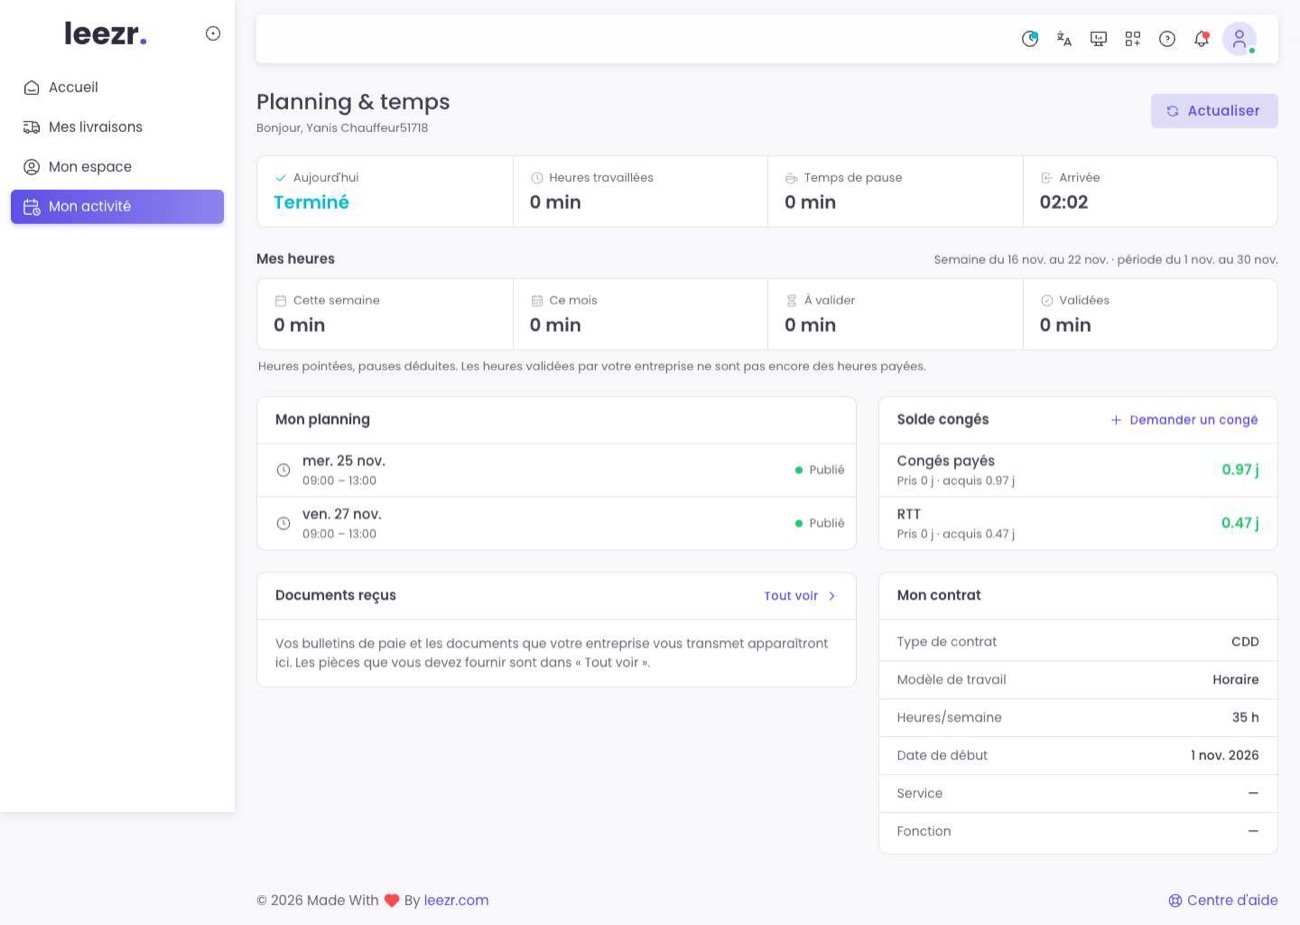 leezr.
Accueil
Mes livraisons
Mon espace
Mon activité
Planning & temps
Bonjour, Yanis Chauffeur51718
Actualiser
Aujourd'hui
Terminé
Heures travaillées
0 min
Temps de pause
0 min
Arrivée
02:02
Mes heures
Semaine du 16 nov. au 22 nov. · période du 1 nov. au 30 nov.
Cette semaine
0 min
Ce mois
0 min
À valider
0 min
Validées
0 min
Heures pointées, pauses déduites. Les heures validées par votre entreprise ne sont pas encore des heures payées.
Mon planning
mer. 25 nov.
09:00 – 13:00
Publié
ven. 27 nov.
09:00 – 13:00
Publié
Solde congés
Demander un congé
Congés payés
Pris 0 j · acquis 0.97 j
0.97 j
RTT
Pris 0 j · acquis 0.47 j
0.47 j
Documents reçus
Tout voir
Vos bulletins de paie et les documents que votre entreprise vous transmet apparaîtront
ici. Les pièces que vous devez fournir sont dans « Tout voir ».
Mon contrat
Type de contrat CDD
Modèle de travail Horaire
Heures/semaine 35 h
Date de début 1 nov. 2026
Service —
Fonction —
© 2026 Made With ❤ By leezr.com
Centre d'aide